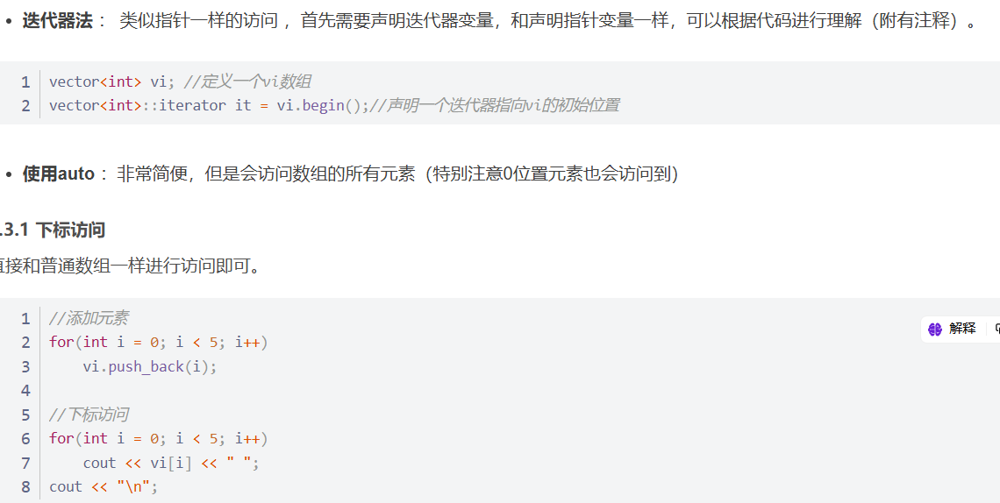 • 迭代器法 ： 类似指针一样的访问 ，首先需要声明迭代器变量，和声明指针变量一样，可以根据代码进行理解（附有注释）。
1 vector<int> vi; //定义一个vi数组
2 vector<int>::iterator it = vi.begin();//声明一个迭代器指向vi的初始位置
• 使用auto ：非常简便，但是会访问数组的所有元素（特别注意0位置元素也会访问到）
.3.1 下标访问
直接和普通数组一样进行访问即可。
1 //添加元素
解释
2 for(int i = 0; i < 5; i++)
3     vi.push_back(i);
4
5 //下标访问
6 for(int i = 0; i < 5; i++)
7     cout << vi[i] << " ";
8 cout << "\n";